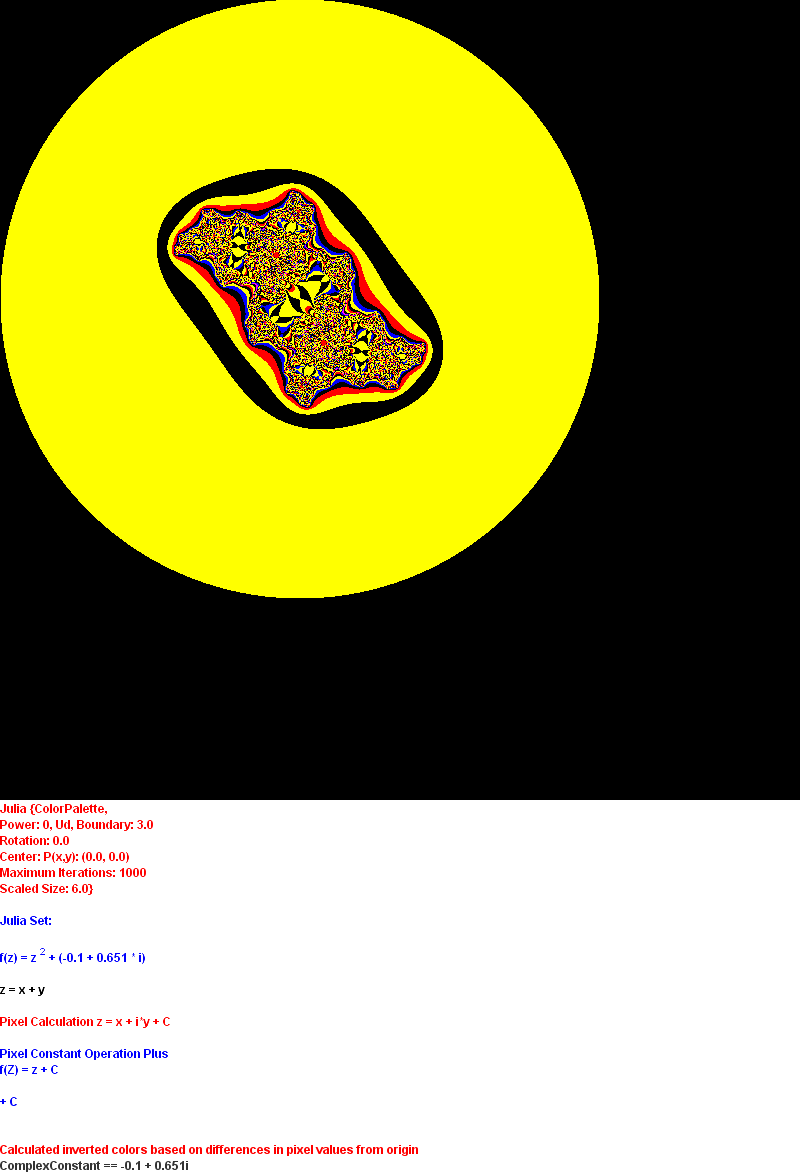 Julia {ColorPalette,
Power: 0, Ud, Boundary: 3.0
Rotation: 0.0
Center: P(x,y): (0.0, 0.0)
Maximum Iterations: 1000
Scaled Size: 6.0}
Julia Set:
f(z) = z 2 + (-0.1 + 0.651 * i)
z = x + y
Pixel Calculation z = x + i*y + C
Pixel Constant Operation Plus
f(Z) = z + C
+ C
Calculated inverted colors based on differences in pixel values from origin
ComplexConstant == -0.1 + 0.651i